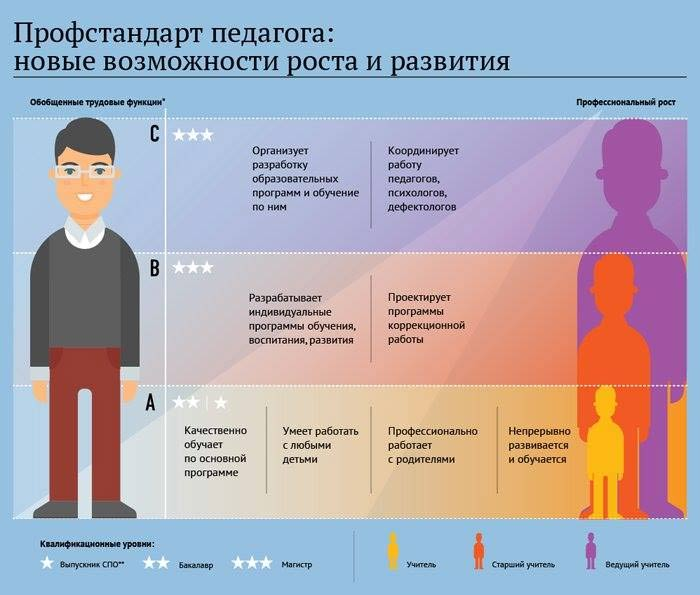 Профстандарт педагога:
новые возможности роста и развития
Обобщенные трудовые функции*
Профессиональный рост
C
Организует
разработку
образовательных
программ и обучение
по ним
Координирует
работу
педагогов,
психологов,
дефектологов
B
Разрабатывает
индивидуальные
программы обучения,
воспитания, развития
Проектирует
программы
коррекционной
работы
A
Качественно
обучает
по основной
программе
Умеет работать
с любыми
детьми
Профессионально
работает
с родителями
Непрерывно
развивается
и обучается
Квалификационные уровни:
Выпускник СПО**
Бакалавр
Магистр
Учитель
Старший учитель
Ведущий учитель